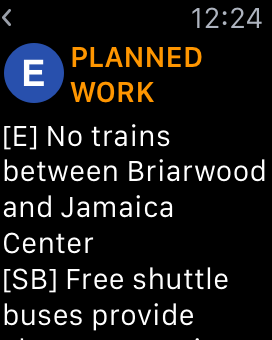 12:24
E
PLANNED
WORK
[E] No trains
between Briarwood
and Jamaica
Center
[SB] Free shuttle
buses provide